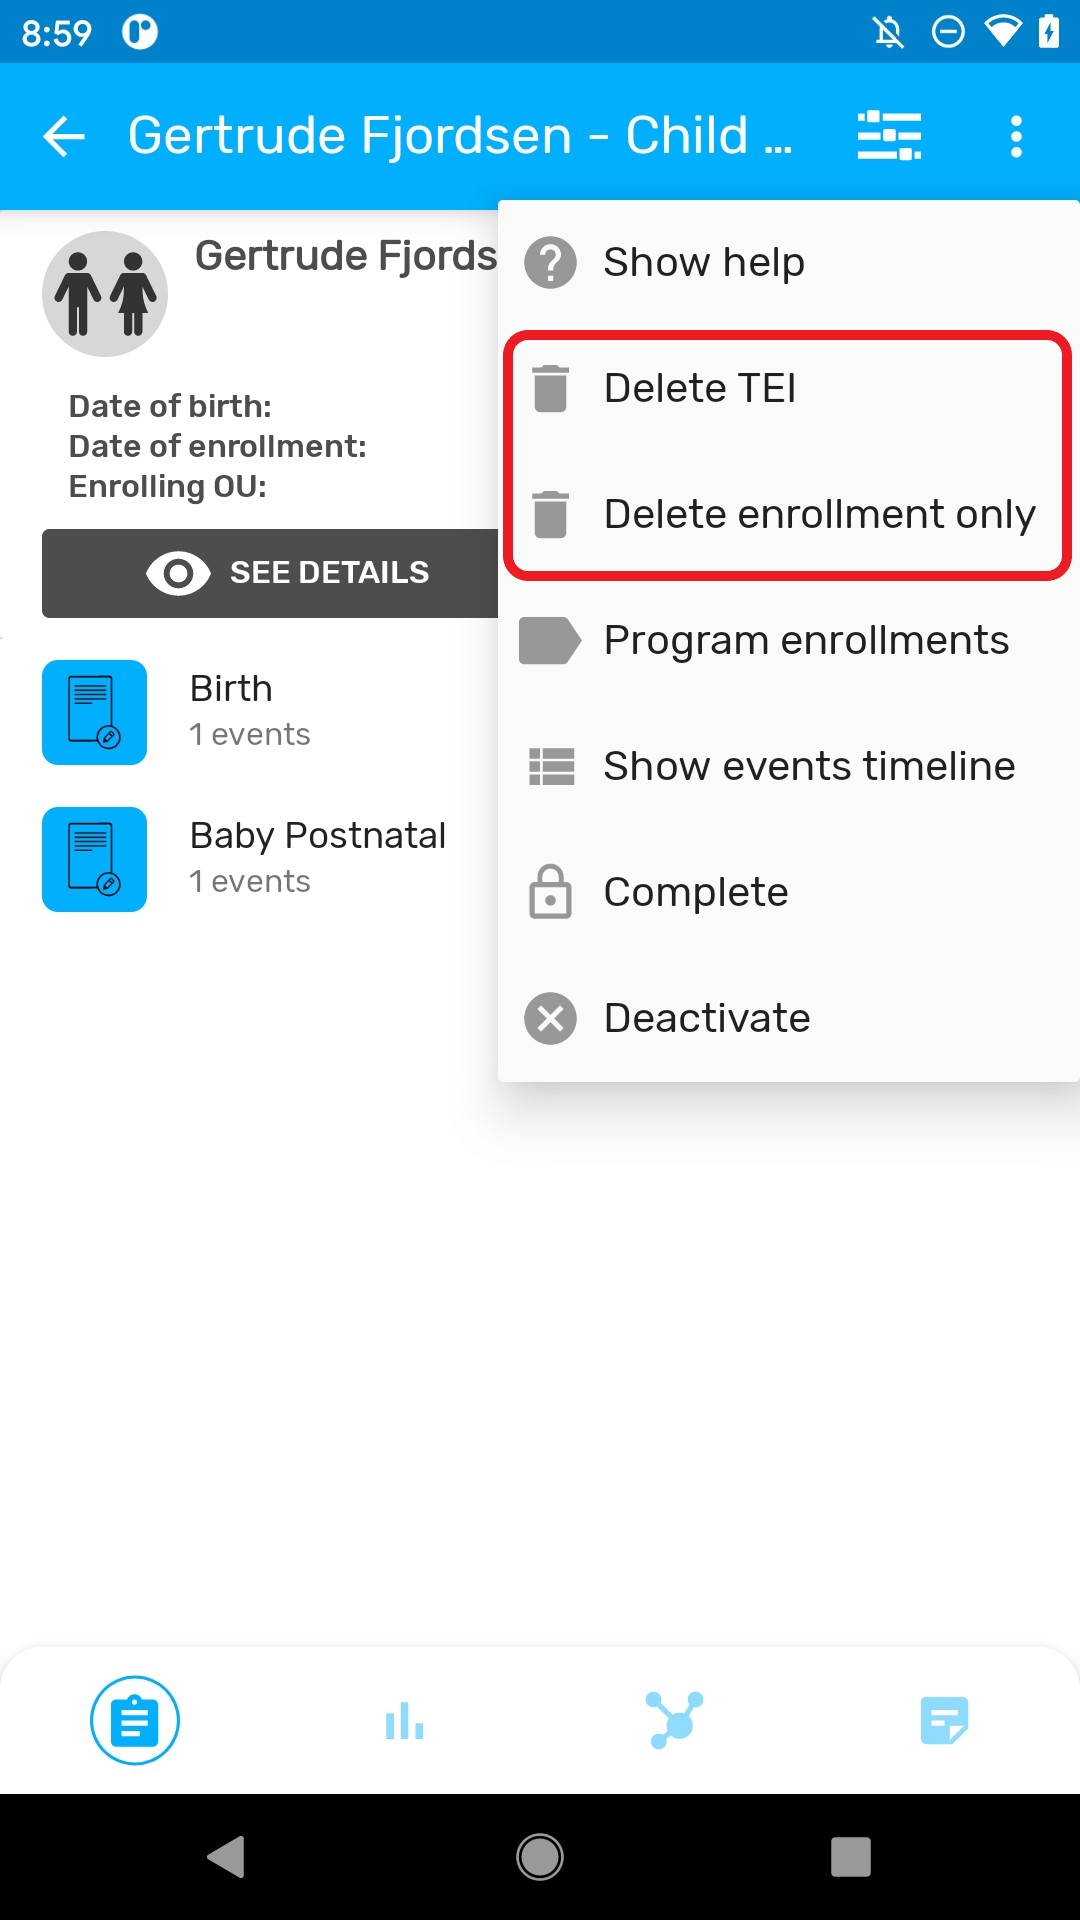 8:59
Gertrude Fjordsen - Child ...
Gertrude Fjords
Date of birth:
Date of enrollment:
Enrolling OU:
SEE DETAILS
Birth
1 events
Baby Postnatal
1 events
Show help
Delete TEI
Delete enrollment only
Program enrollments
Show events timeline
Complete
Deactivate